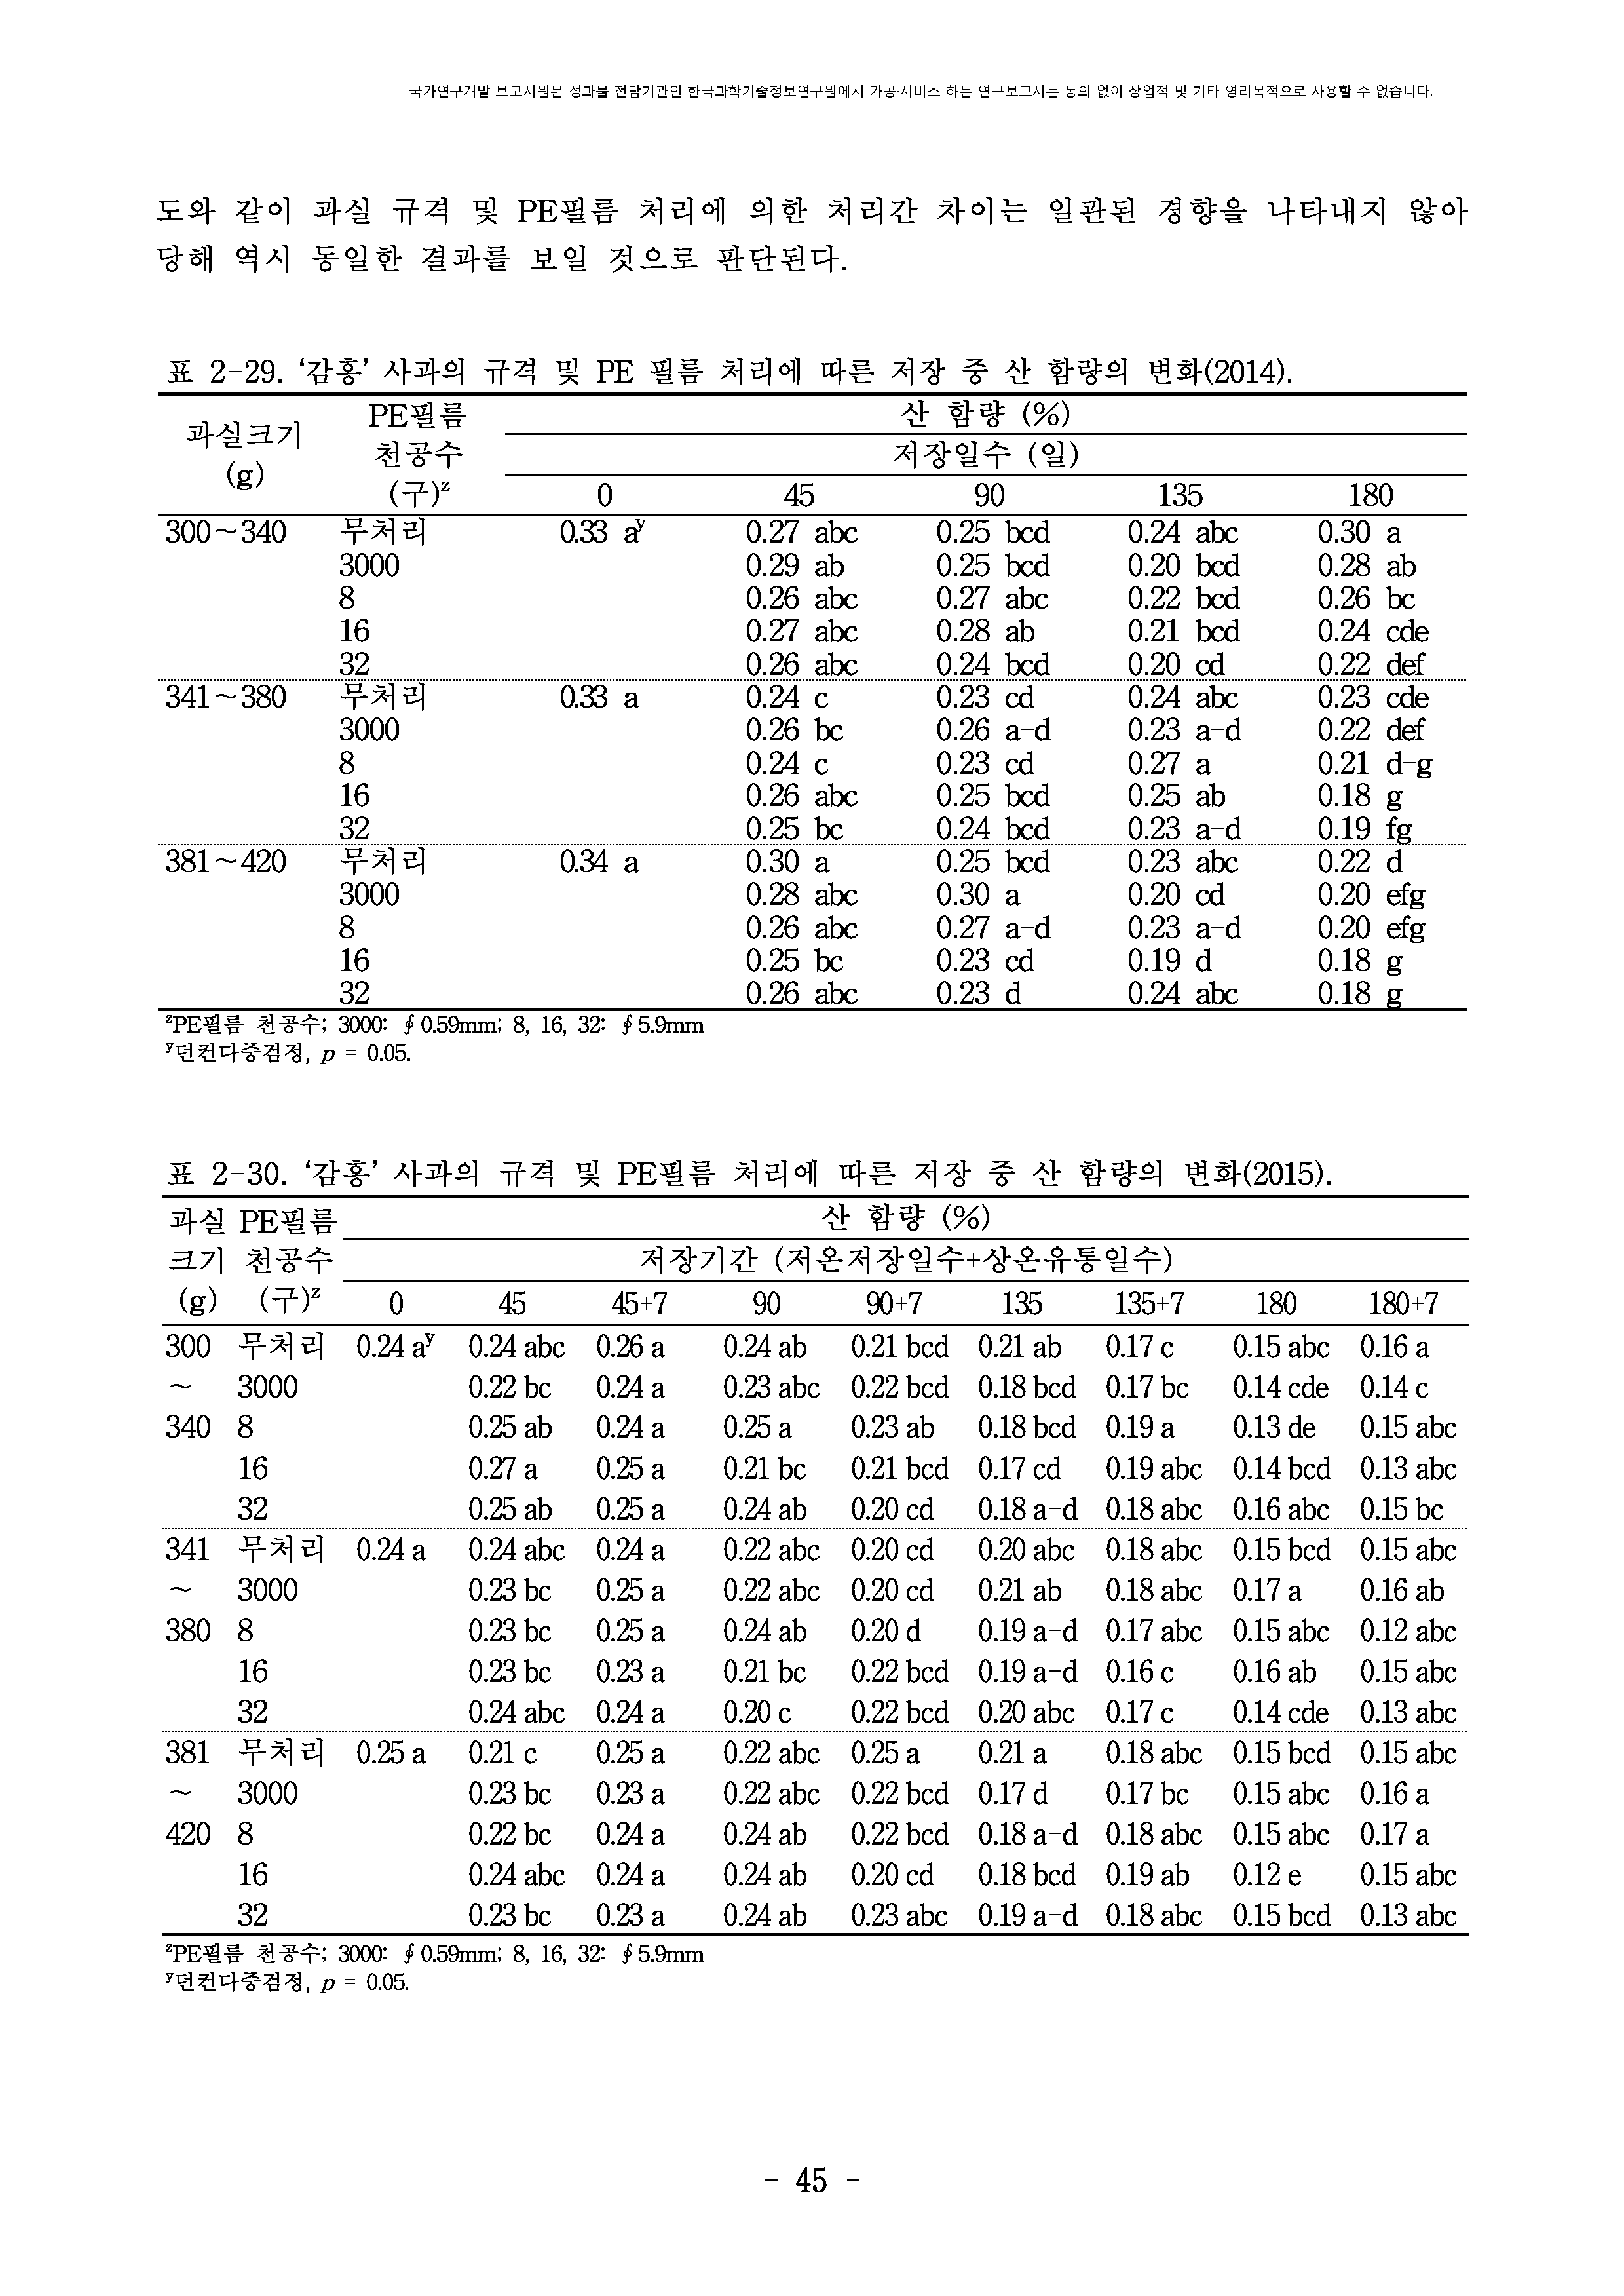 국가연구개발 보고서원문 성과물 전담기관인 한국과학기술정보연구원에서 가공·서비스 하는 연구보고서는 동의 없이 상업적 및 기타 영리목적으로 사용할 수 없습니다.
도와 같이 과실 규격 및 PE필름 처리에 의한 처리간 차이는 일관된 경향을 나타내지 않아
당해 역시 동일한 결과를 보일 것으로 판단된다.
표 2-29. ‘감홍’ 사과의 규격 및 PE 필름 처리에 따른 저장 중 산 함량의 변화(2014).
과실크기 (g) PE필름 천공수 (구)ᶻ 산 함량 (%)
저장일수 (일)
0 45 90 135 180
300~340 무처리 0.33 aʸ 0.27 abc 0.25 bcd 0.24 abc 0.30 a
3000 0.29 ab 0.25 bcd 0.20 bcd 0.28 ab
8 0.26 abc 0.27 abc 0.22 bcd 0.26 bc
16 0.27 abc 0.28 ab 0.21 bcd 0.24 cde
32 0.26 abc 0.24 bcd 0.20 cd 0.22 def
341~380 무처리 0.33 a 0.24 c 0.23 cd 0.24 abc 0.23 cde
3000 0.26 bc 0.26 a-d 0.23 a-d 0.22 def
8 0.24 c 0.23 cd 0.27 a 0.21 d-g
16 0.26 abc 0.25 bcd 0.25 ab 0.18 g
32 0.25 bc 0.24 bcd 0.23 a-d 0.19 fg
381~420 무처리 0.34 a 0.30 a 0.25 bcd 0.23 abc 0.22 d
3000 0.28 abc 0.30 a 0.20 cd 0.20 efg
8 0.26 abc 0.27 a-d 0.23 a-d 0.20 efg
16 0.25 bc 0.23 cd 0.19 d 0.18 g
32 0.26 abc 0.23 d 0.24 abc 0.18 g
ᶻPE필름 천공수; 3000: ∮0.59mm; 8, 16, 32: ∮5.9mm
ʸ던컨다중검정, p = 0.05.
표 2-30. ‘감홍’ 사과의 규격 및 PE필름 처리에 따른 저장 중 산 함량의 변화(2015).
과실 크기 (g) PE필름 천공수 (구)ᶻ 산 함량 (%)
저장기간 (저온저장일수+상온유통일수)
0 45 45+7 90 90+7 135 135+7 180 180+7
300 무처리 0.24 aʸ 0.24 abc 0.26 a 0.24 ab 0.21 bcd 0.21 ab 0.17 c 0.15 abc 0.16 a
~ 3000 0.22 bc 0.24 a 0.23 abc 0.22 bcd 0.18 bcd 0.17 bc 0.14 cde 0.14 c
340 8 0.25 ab 0.24 a 0.25 a 0.23 ab 0.18 bcd 0.19 a 0.13 de 0.15 abc
16 0.27 a 0.25 a 0.21 bc 0.21 bcd 0.17 cd 0.19 abc 0.14 bcd 0.13 abc
32 0.25 ab 0.25 a 0.24 ab 0.20 cd 0.18 a-d 0.18 abc 0.16 abc 0.15 bc
341 무처리 0.24 a 0.24 abc 0.24 a 0.22 abc 0.20 cd 0.20 abc 0.18 abc 0.15 bcd 0.15 abc
~ 3000 0.23 bc 0.25 a 0.22 abc 0.20 cd 0.21 ab 0.18 abc 0.17 a 0.16 ab
380 8 0.23 bc 0.25 a 0.24 ab 0.20 d 0.19 a-d 0.17 abc 0.15 abc 0.12 abc
16 0.23 bc 0.23 a 0.21 bc 0.22 bcd 0.19 a-d 0.16 c 0.16 ab 0.15 abc
32 0.24 abc 0.24 a 0.20 c 0.22 bcd 0.20 abc 0.17 c 0.14 cde 0.13 abc
381 무처리 0.25 a 0.21 c 0.25 a 0.22 abc 0.25 a 0.21 a 0.18 abc 0.15 bcd 0.15 abc
~ 3000 0.23 bc 0.23 a 0.22 abc 0.22 bcd 0.17 d 0.17 bc 0.15 abc 0.16 a
420 8 0.22 bc 0.24 a 0.24 ab 0.22 bcd 0.18 a-d 0.18 abc 0.15 abc 0.17 a
16 0.24 abc 0.24 a 0.24 ab 0.20 cd 0.18 bcd 0.19 ab 0.12 e 0.15 abc
32 0.23 bc 0.23 a 0.24 ab 0.23 abc 0.19 a-d 0.18 abc 0.15 bcd 0.13 abc
ᶻPE필름 천공수; 3000: ∮0.59mm; 8, 16, 32: ∮5.9mm
ʸ던컨다중검정, p = 0.05.
- 45 -